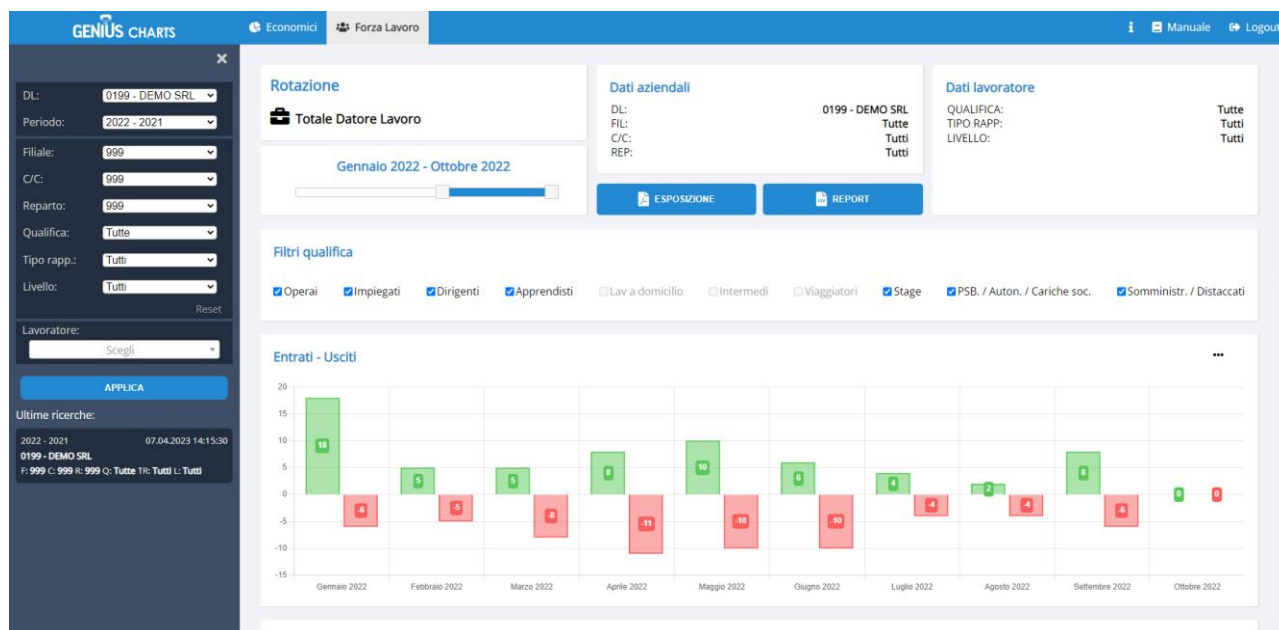 GENIUS CHARTS
Economici
Forza Lavoro
i
Manuale
Logout
×
DL:
0199 - DEMO SRL
Periodo:
2022 - 2021
Filiale:
999
C/C:
999
Reparto:
999
Qualifica:
Tutte
Tipo rapp.:
Tutti
Livello:
Tutti
Reset
Lavoratore:
Scegli
APPLICA
Ultime ricerche:
2022 - 2021 07.04.2023 14:15:30
0199 - DEMO SRL
F: 999 C: 999 R: 999 Q: Tutte TR: Tutti L: Tutti
Rotazione
Totale Datore Lavoro
Gennaio 2022 - Ottobre 2022
Dati aziendali
DL: 0199 - DEMO SRL
FIL: Tutte
C/C: Tutti
REP: Tutti
ESPOSIZIONE
REPORT
Dati lavoratore
QUALIFICA: Tutte
TIPO RAPP: Tutti
LIVELLO: Tutti
Filtri qualifica
Operai Impiegati Dirigenti Apprendisti Lav a domicilio Intermedi Viaggiatori Stage PSB. / Auton. / Cariche soc. Somministr. / Distaccati
Entrati - Usciti
•••
20
15
10
5
0
-5
-10
-15
18 5 5 8 10 6 4 2 8 0
-6 -5 -8 -11 -10 -10 -4 -4 -6 0
Gennaio 2022 Febbraio 2022 Marzo 2022 Aprile 2022 Maggio 2022 Giugno 2022 Luglio 2022 Agosto 2022 Settembre 2022 Ottobre 2022